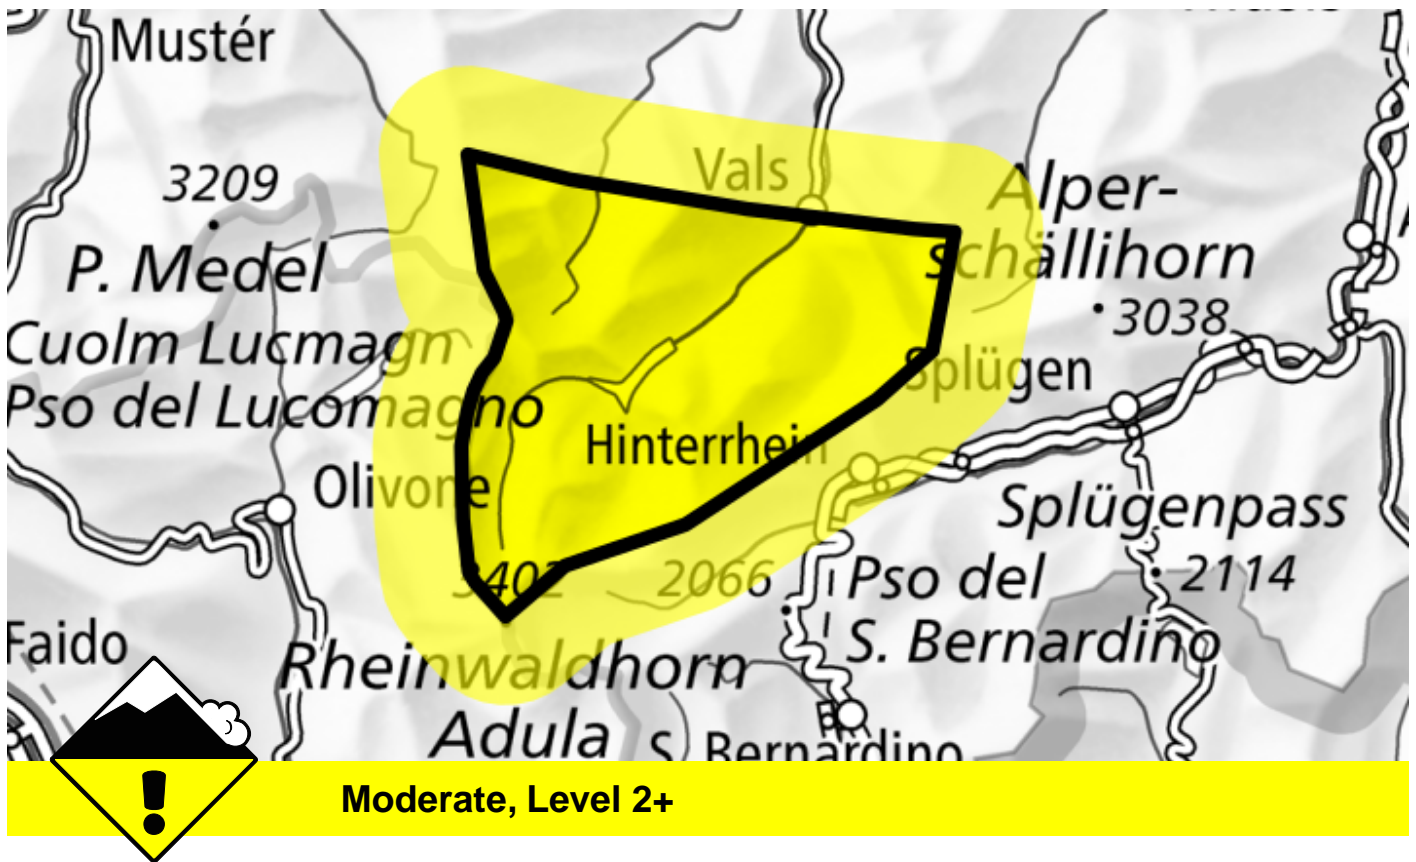 Mustér
Vals
3209
Alper-
P. Medel
schällihorn
3038
Cuolm Lucmagn
Splügen
Pso del Lucomagno
Hinterrhein
Olivone
Splügenpass
3402
2066
Pso del
2114
Faido
S. Bernardino
Rheinwaldhorn
Adula
S. Bernardino
Moderate, Level 2+